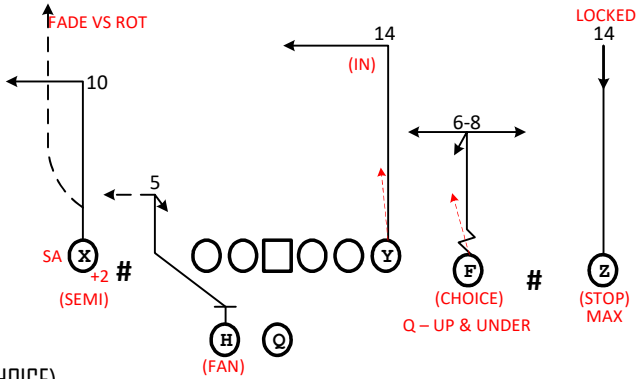 FADE VS ROT
LOCKED
14
14
(IN)
10
6-8
5
SA X +2 #
(SEMI)
Y
F
#
Z
(CHOICE)
(STOP)
MAX
Q – UP & UNDER
H
Q
(FAN)